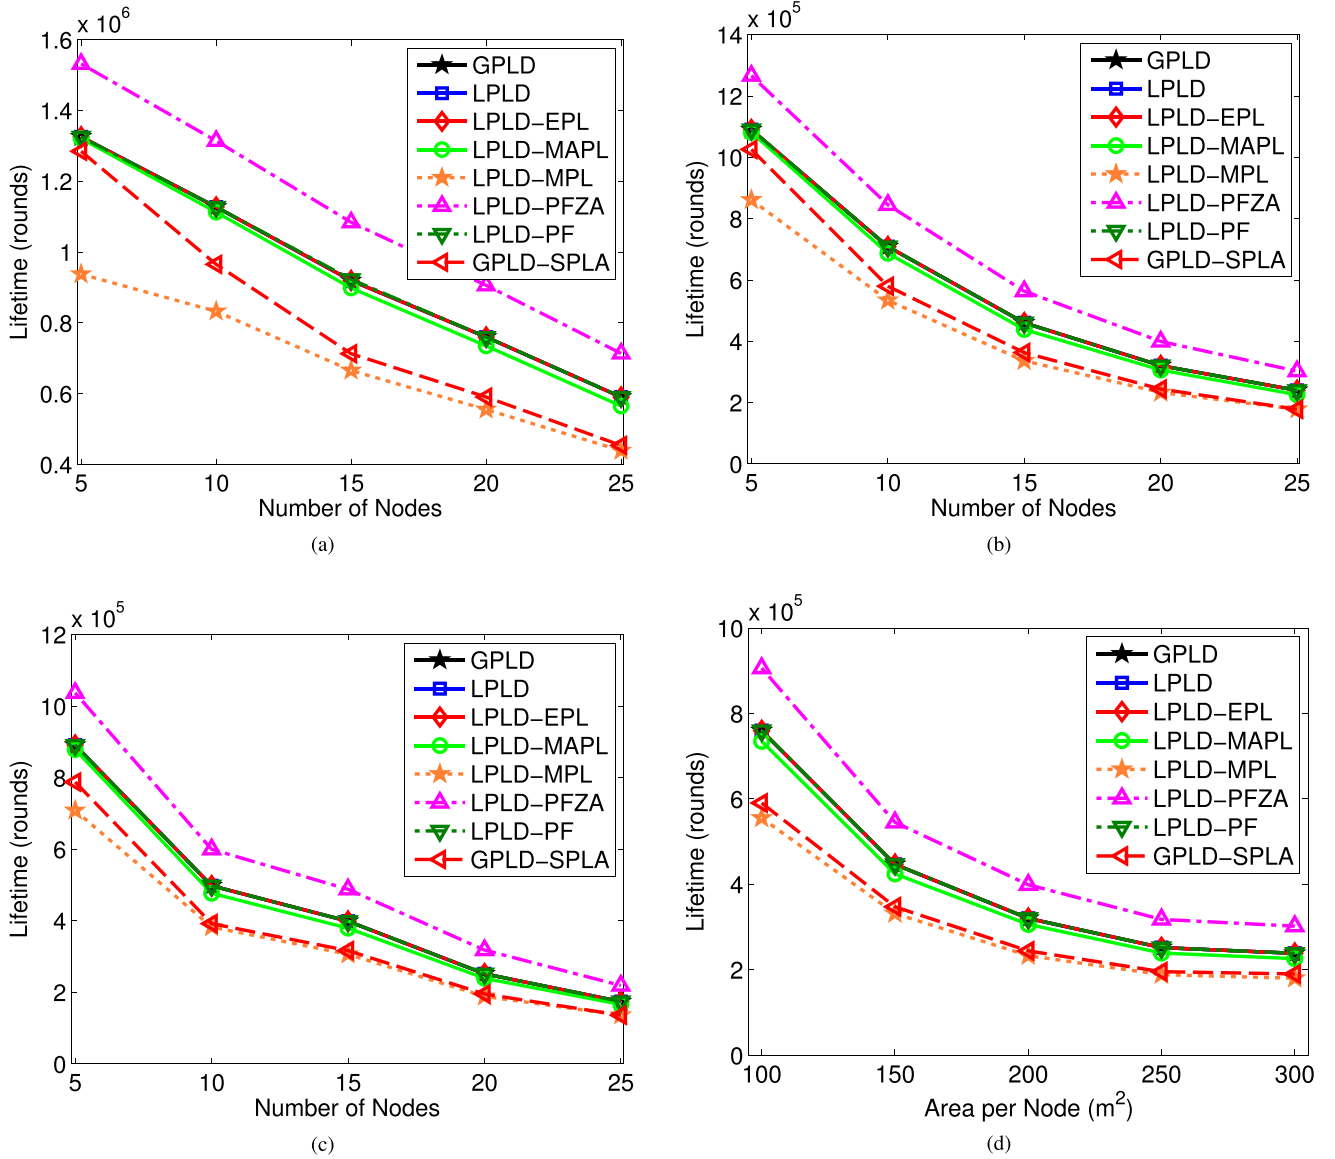 x 10^6
1.6
1.4
1.2
1
0.8
0.6
0.4
5
10
15
20
25
Lifetime (rounds)
Number of Nodes
GPLD
LPLD
LPLD-EPL
LPLD-MAPL
LPLD-MPL
LPLD-PFZA
LPLD-PF
GPLD-SPLA
(a)
x 10^5
14
12
10
8
6
4
2
0
5
10
15
20
25
Lifetime (rounds)
Number of Nodes
GPLD
LPLD
LPLD-EPL
LPLD-MAPL
LPLD-MPL
LPLD-PFZA
LPLD-PF
GPLD-SPLA
(b)
x 10^5
12
10
8
6
4
2
0
5
10
15
20
25
Lifetime (rounds)
Number of Nodes
GPLD
LPLD
LPLD-EPL
LPLD-MAPL
LPLD-MPL
LPLD-PFZA
LPLD-PF
GPLD-SPLA
(c)
x 10^5
10
8
6
4
2
0
100
150
200
250
300
Lifetime (rounds)
Area per Node (m^2)
GPLD
LPLD
LPLD-EPL
LPLD-MAPL
LPLD-MPL
LPLD-PFZA
LPLD-PF
GPLD-SPLA
(d)